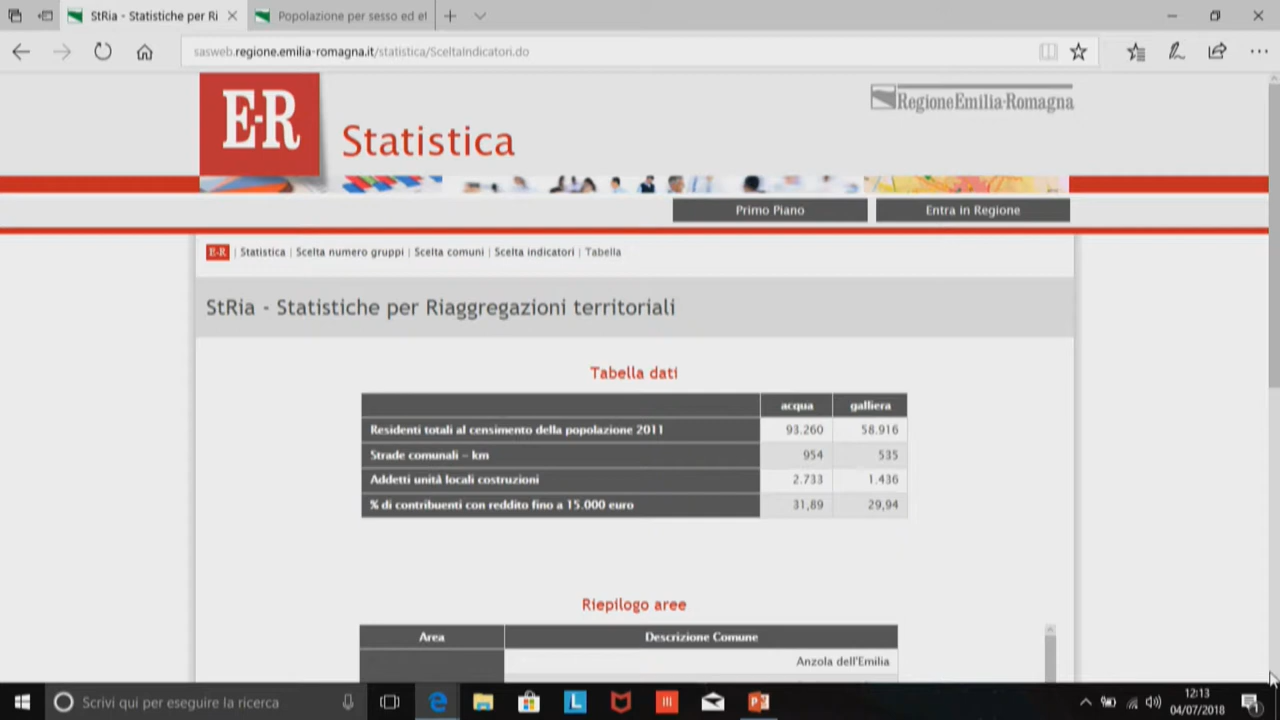 StRia - Statistiche per Ri
Popolazione per sesso ed et
sasweb.regione.emilia-romagna.it/statistica/SceltaIndicatori.do
E-R
Statistica
RegioneEmilia-Romagna
Primo Piano
Entra in Regione
E-R | Statistica | Scelta numero gruppi | Scelta comuni | Scelta indicatori | Tabella
StRia - Statistiche per Riaggregazioni territoriali
Tabella dati
acqua galliera
Residenti totali al censimento della popolazione 2011 93.260 58.916
Strade comunali – km 954 535
Addetti unità locali costruzioni 2.733 1.436
% di contribuenti con reddito fino a 15.000 euro 31,89 29,94
Riepilogo aree
Area Descrizione Comune
Anzola dell'Emilia
Scrivi qui per eseguire la ricerca
12:13
04/07/2018